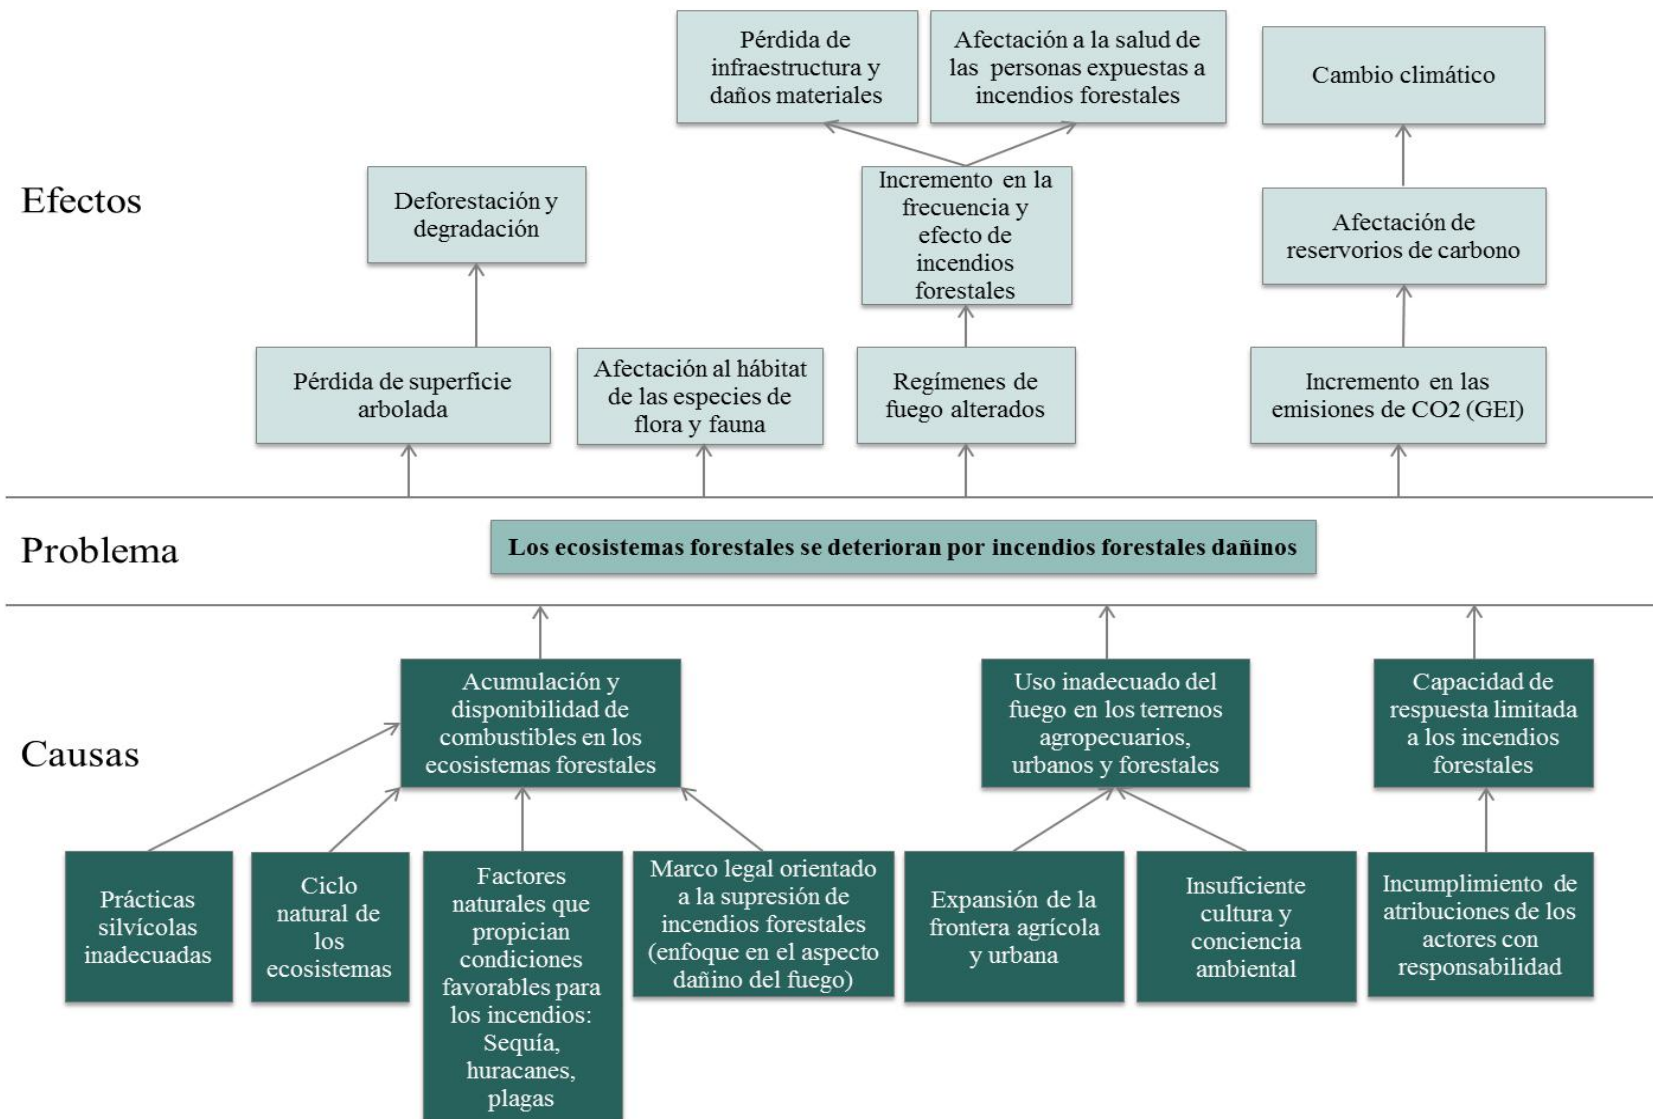 Pérdida de
infraestructura y
daños materiales
Afectación a la salud de
las personas expuestas a
incendios forestales
Cambio climático
Efectos
Deforestación y
degradación
Incremento en la
frecuencia y
efecto de
incendios
forestales
Afectación de
reservorios de carbono
Pérdida de superficie
arbolada
Afectación al hábitat
de las especies de
flora y fauna
Regímenes de
fuego alterados
Incremento en las
emisiones de CO2 (GEI)
Problema
Los ecosistemas forestales se deterioran por incendios forestales dañinos
Causas
Acumulación y
disponibilidad de
combustibles en los
ecosistemas forestales
Uso inadecuado del
fuego en los terrenos
agropecuarios,
urbanos y forestales
Capacidad de
respuesta limitada
a los incendios
forestales
Prácticas
silvícolas
inadecuadas
Ciclo
natural de
los
ecosistemas
Factores
naturales que
propician
condiciones
favorables para
los incendios:
Sequía,
huracanes,
plagas
Marco legal orientado
a la supresión de
incendios forestales
(enfoque en el aspecto
dañino del fuego)
Expansión de la
frontera agrícola
y urbana
Insuficiente
cultura y
conciencia
ambiental
Incumplimiento de
atribuciones de los
actores con
responsabilidad